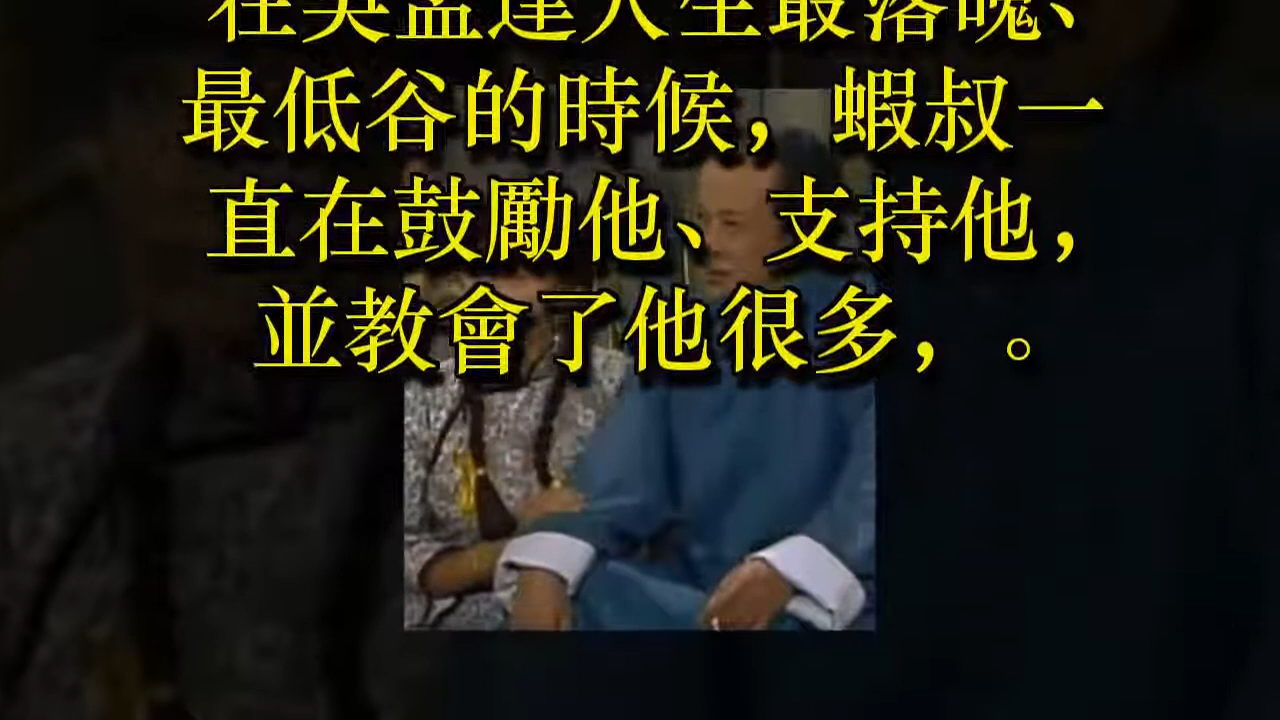 在吳孟達人生最落魄、
最低谷的時候，蝦叔一
直在鼓勵他、支持他，
並教會了他很多，。